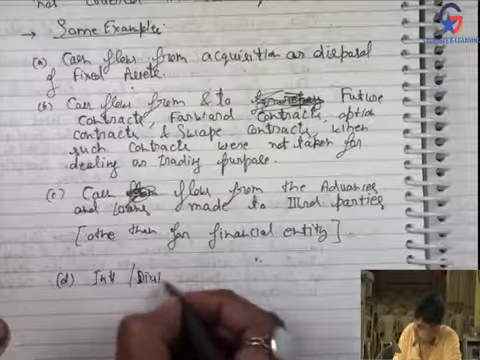 → Some Examples:
(a) Cash flow from acquisition or disposal
of Fixed Assets.
(b) Cash flow from & to Future
contracts, Forward contracts, option
contracts & Swaps contracts, when
such contracts were not taken for
dealing or trading purpose.
(c) Cash flow from the Advances
and Loans made to IIIrd parties
[other than for financial entity].
(d) Int /Divi